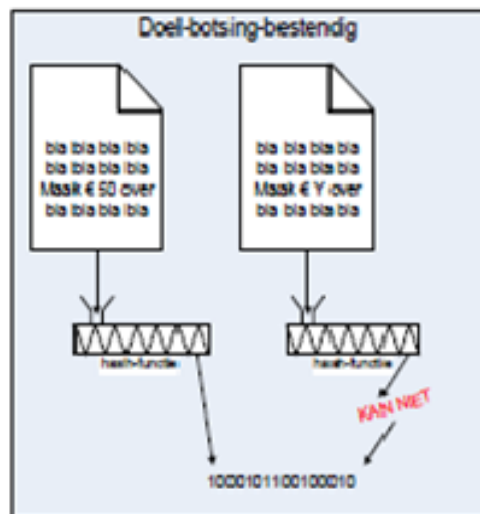 Doel-botsing-bestendig
bla bla bla bla
bla bla bla bla
Maak € 50 over
bla bla bla bla
bla bla bla bla
bla bla bla bla
Maak € Y over
bla bla bla bla
hash-functie
hash-functie
KAN NIET
1000101100100010